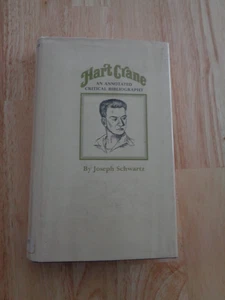 Hart Crane
AN ANNOTATED
CRITICAL BIBLIOGRAPHY
By Joseph Schwartz